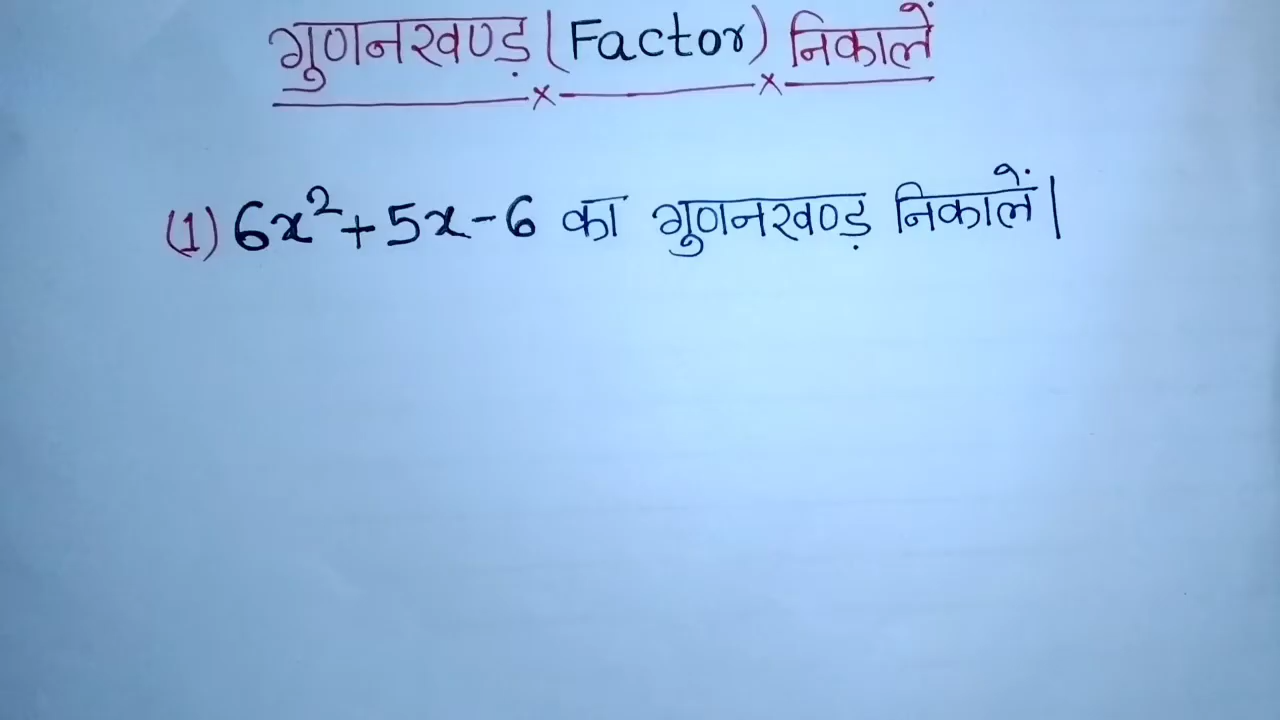 गुणनखण्ड़ (Factor) निकालें
(1) 6x² + 5x - 6 का गुणनखण्ड़ निकालें|